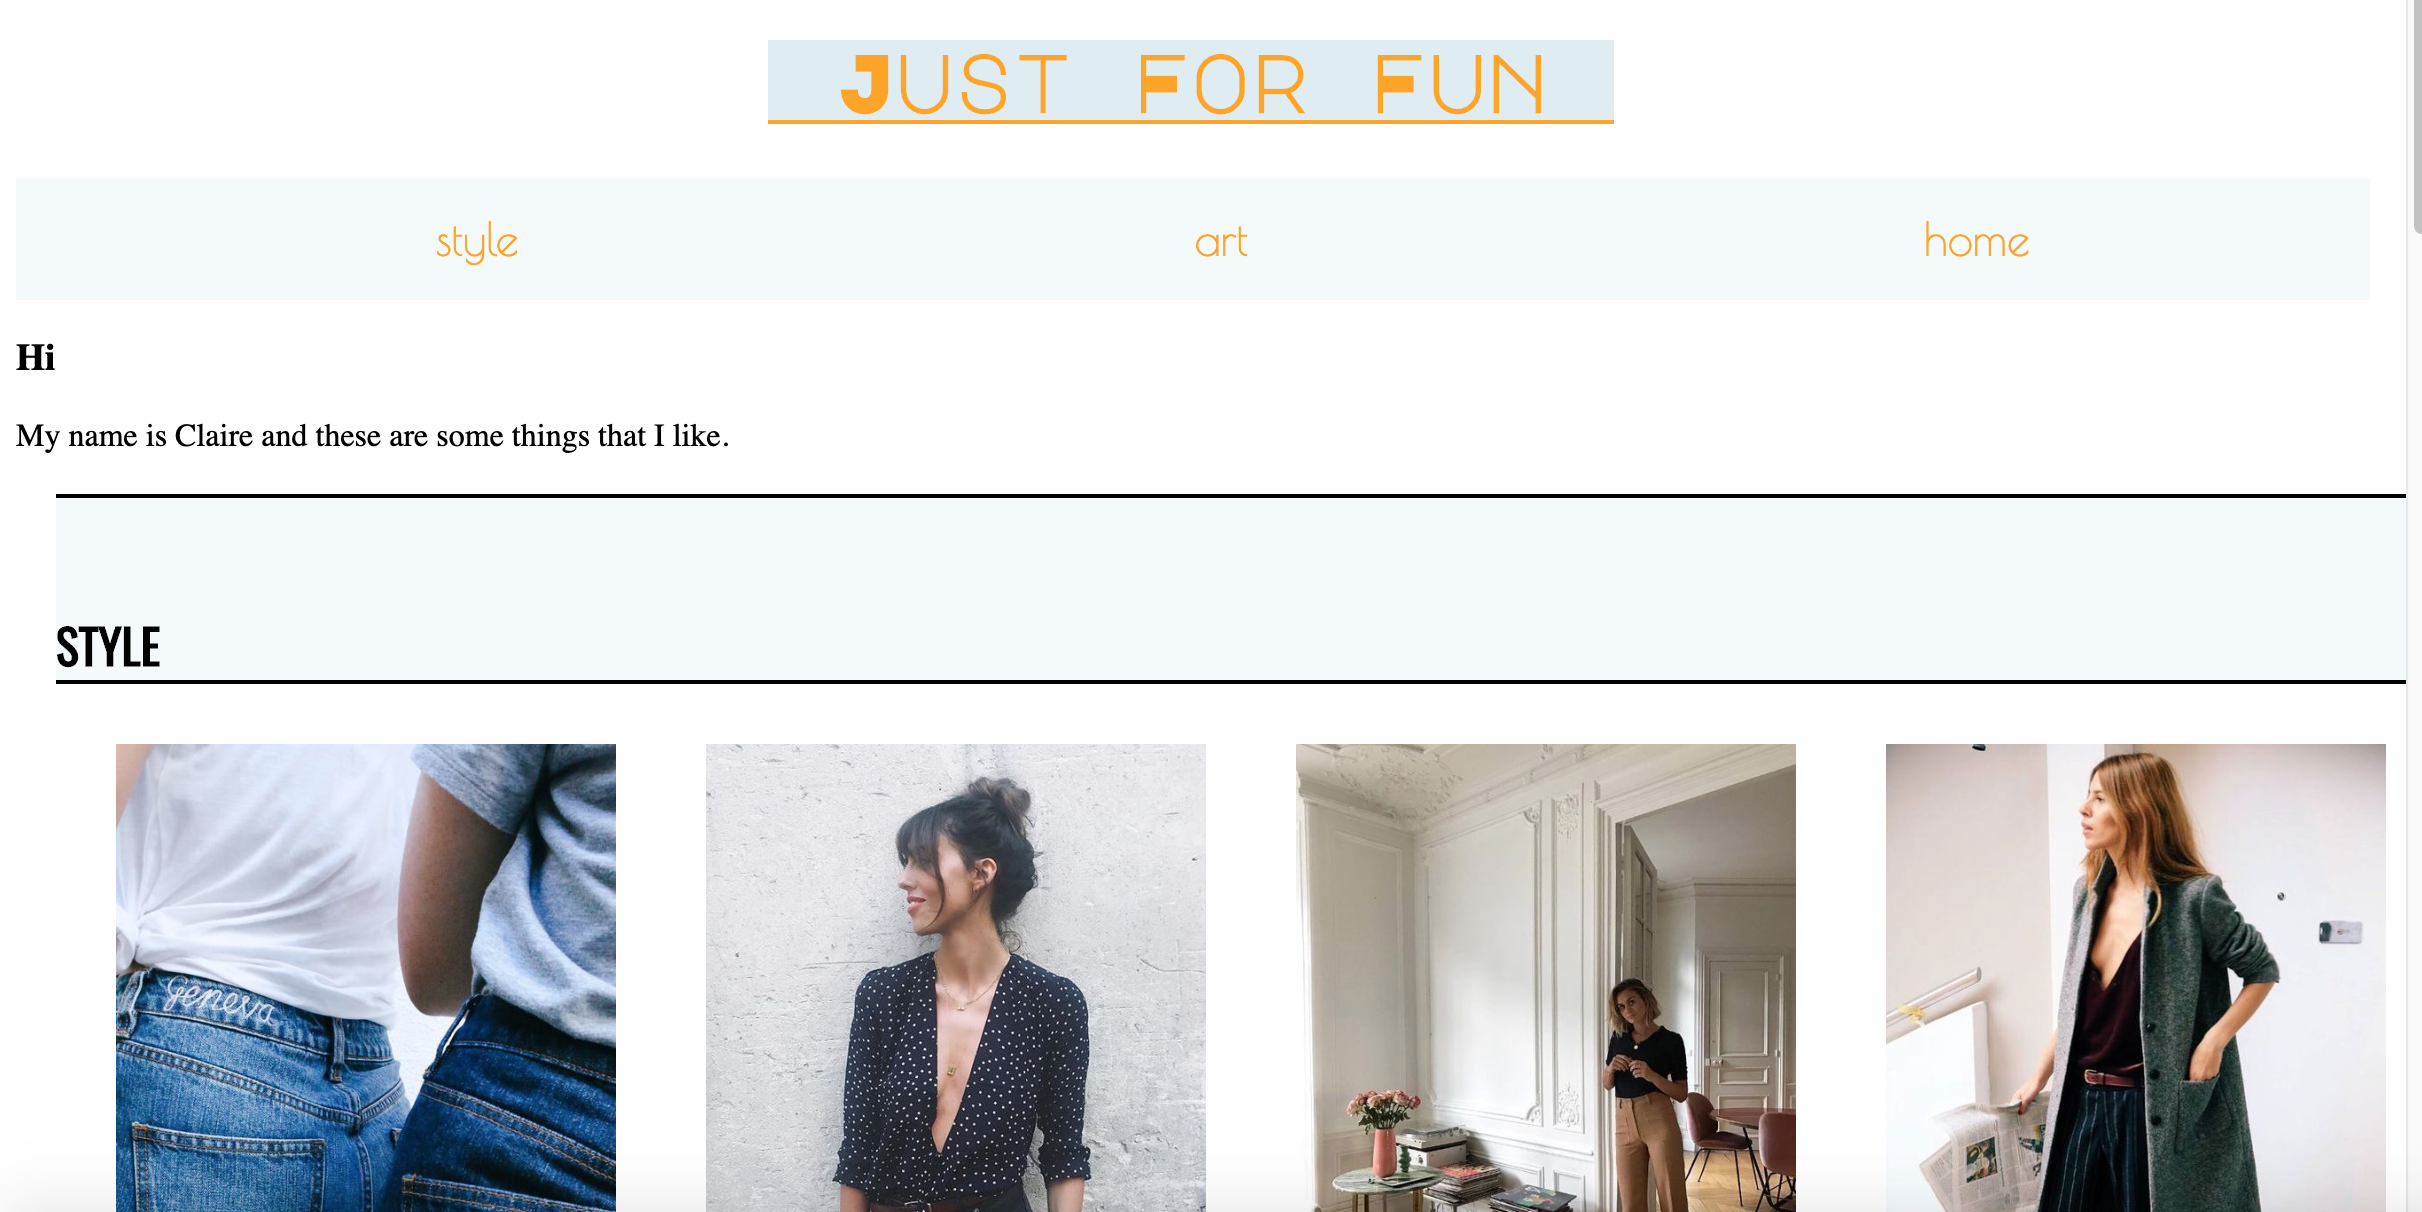 Just For Fun
style art home
Hi
My name is Claire and these are some things that I like.
STYLE
geneva